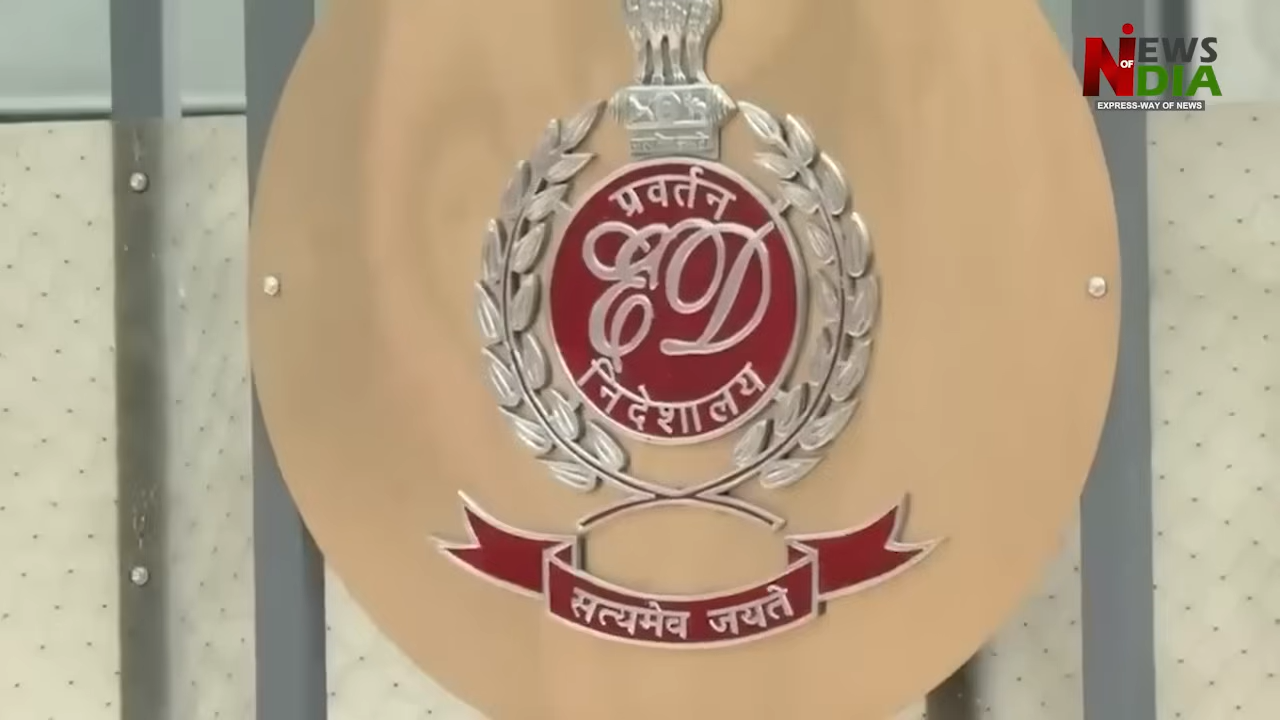 NEWS
OF
INDIA
EXPRESS-WAY OF NEWS
प्रवर्तन
ED
निदेशालय
सत्यमेव जयते